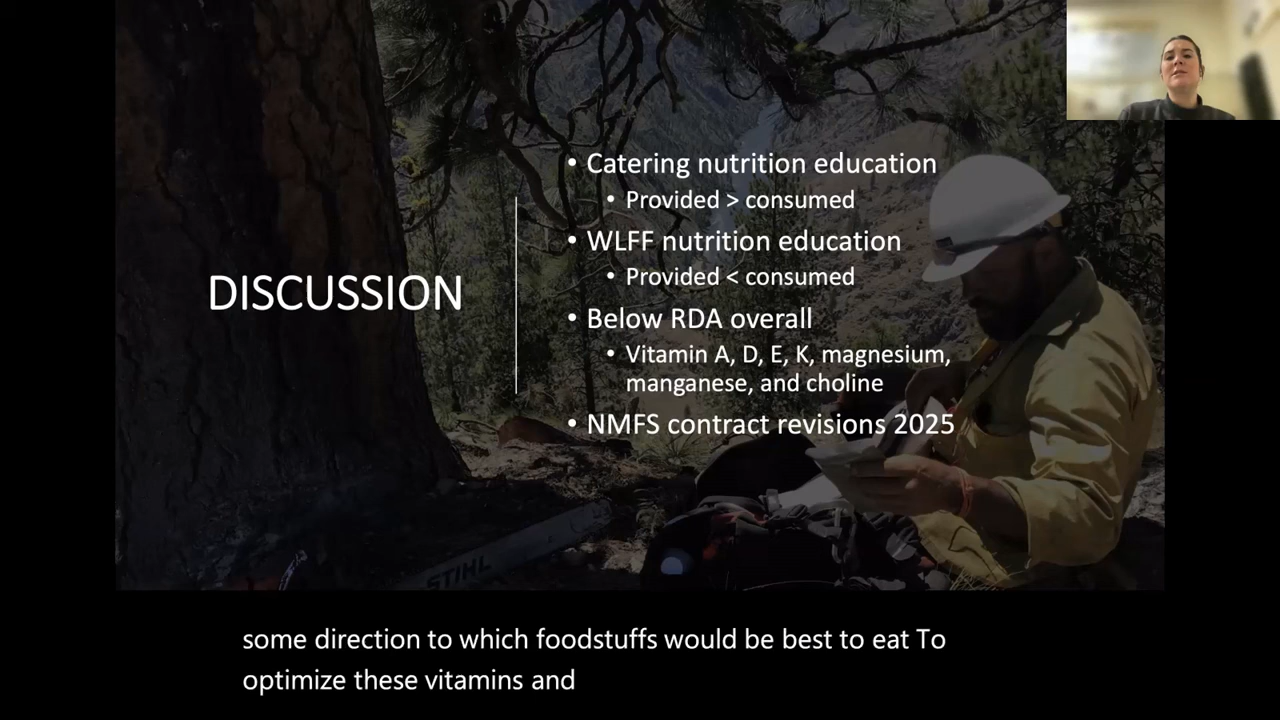 DISCUSSION
• Catering nutrition education
• Provided > consumed
• WLFF nutrition education
• Provided < consumed
• Below RDA overall
• Vitamin A, D, E, K, magnesium,
manganese, and choline
• NMFS contract revisions 2025
STIHL
some direction to which foodstuffs would be best to eat To
optimize these vitamins and